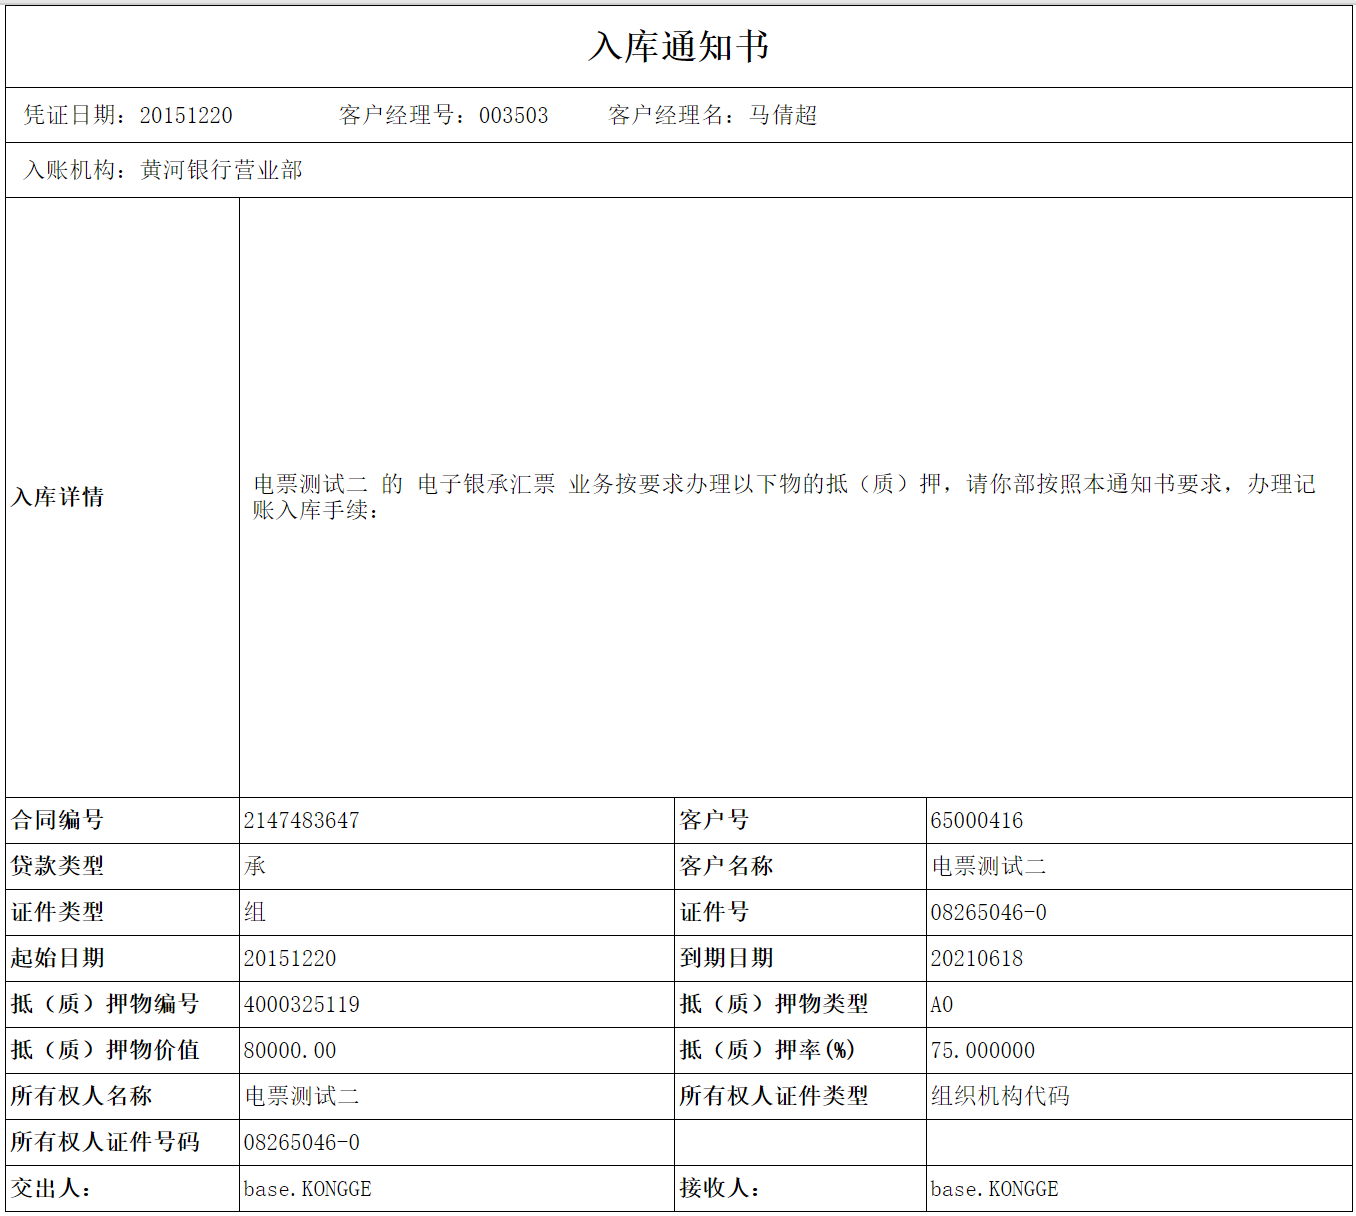 入库通知书
凭证日期：20151220 客户经理号：003503 客户经理名：马倩超
入账机构：黄河银行营业部
入库详情
电票测试二 的 电子银承汇票 业务按要求办理以下物的抵（质）押，请你部按照本通知书要求，办理记
账入库手续：
合同编号 2147483647 客户号 65000416
贷款类型 承 客户名称 电票测试二
证件类型 组 证件号 08265046-0
起始日期 20151220 到期日期 20210618
抵（质）押物编号 4000325119 抵（质）押物类型 A0
抵（质）押物价值 80000.00 抵（质）押率(%) 75.000000
所有权人名称 电票测试二 所有权人证件类型 组织机构代码
所有权人证件号码 08265046-0
交出人： base.KONGGE 接收人： base.KONGGE